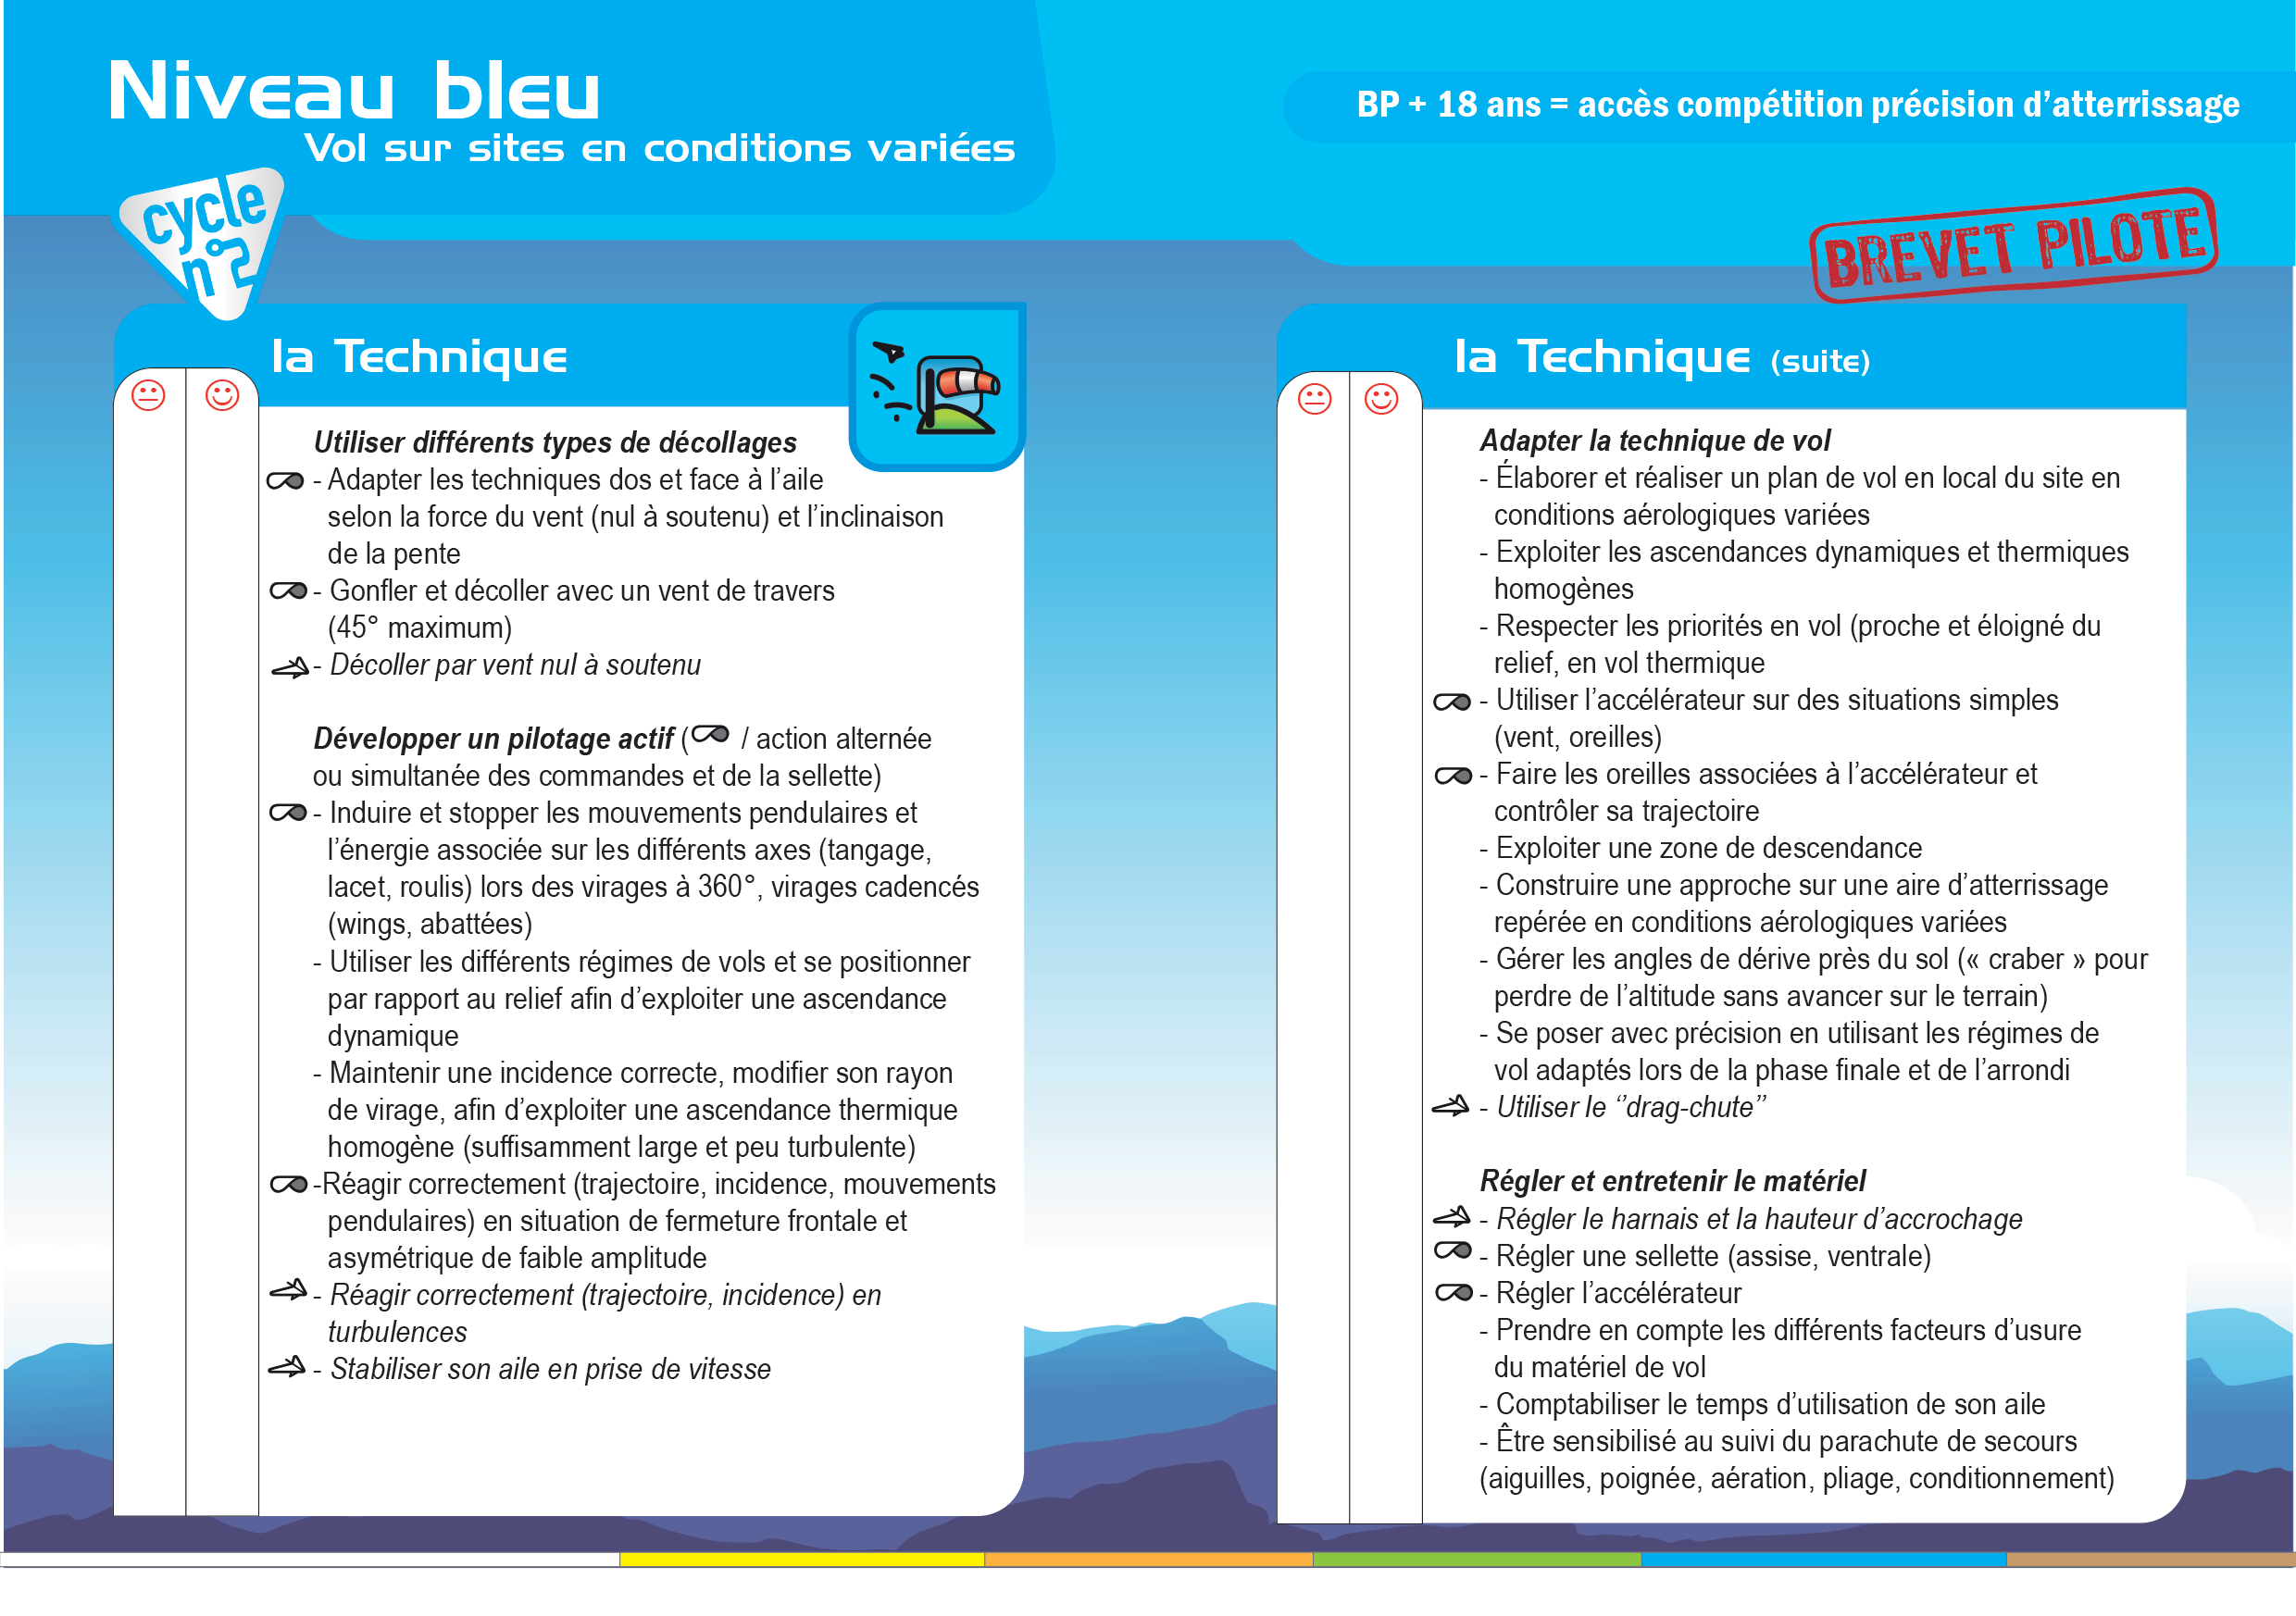 Niveau bleu
Vol sur sites en conditions variées
BP + 18 ans = accès compétition précision d’atterrissage
cycle
n°2
BREVET PILOTE
la Technique
Utiliser différents types de décollages
- Adapter les techniques dos et face à l’aile
selon la force du vent (nul à soutenu) et l’inclinaison
de la pente
- Gonfler et décoller avec un vent de travers
(45° maximum)
- Décoller par vent nul à soutenu
Développer un pilotage actif ( / action alternée
ou simultanée des commandes et de la sellette)
- Induire et stopper les mouvements pendulaires et
l’énergie associée sur les différents axes (tangage,
lacet, roulis) lors des virages à 360°, virages cadencés
(wings, abattées)
- Utiliser les différents régimes de vols et se positionner
par rapport au relief afin d’exploiter une ascendance
dynamique
- Maintenir une incidence correcte, modifier son rayon
de virage, afin d’exploiter une ascendance thermique
homogène (suffisamment large et peu turbulente)
-Réagir correctement (trajectoire, incidence, mouvements
pendulaires) en situation de fermeture frontale et
asymétrique de faible amplitude
- Réagir correctement (trajectoire, incidence) en
turbulences
- Stabiliser son aile en prise de vitesse
la Technique (suite)
Adapter la technique de vol
- Élaborer et réaliser un plan de vol en local du site en
conditions aérologiques variées
- Exploiter les ascendances dynamiques et thermiques
homogènes
- Respecter les priorités en vol (proche et éloigné du
relief, en vol thermique
- Utiliser l’accélérateur sur des situations simples
(vent, oreilles)
- Faire les oreilles associées à l’accélérateur et
contrôler sa trajectoire
- Exploiter une zone de descendance
- Construire une approche sur une aire d’atterrissage
repérée en conditions aérologiques variées
- Gérer les angles de dérive près du sol (« craber » pour
perdre de l’altitude sans avancer sur le terrain)
- Se poser avec précision en utilisant les régimes de
vol adaptés lors de la phase finale et de l’arrondi
- Utiliser le ‘’drag-chute’’
Régler et entretenir le matériel
- Régler le harnais et la hauteur d’accrochage
- Régler une sellette (assise, ventrale)
- Régler l’accélérateur
- Prendre en compte les différents facteurs d’usure
du matériel de vol
- Comptabiliser le temps d’utilisation de son aile
- Être sensibilisé au suivi du parachute de secours
(aiguilles, poignée, aération, pliage, conditionnement)